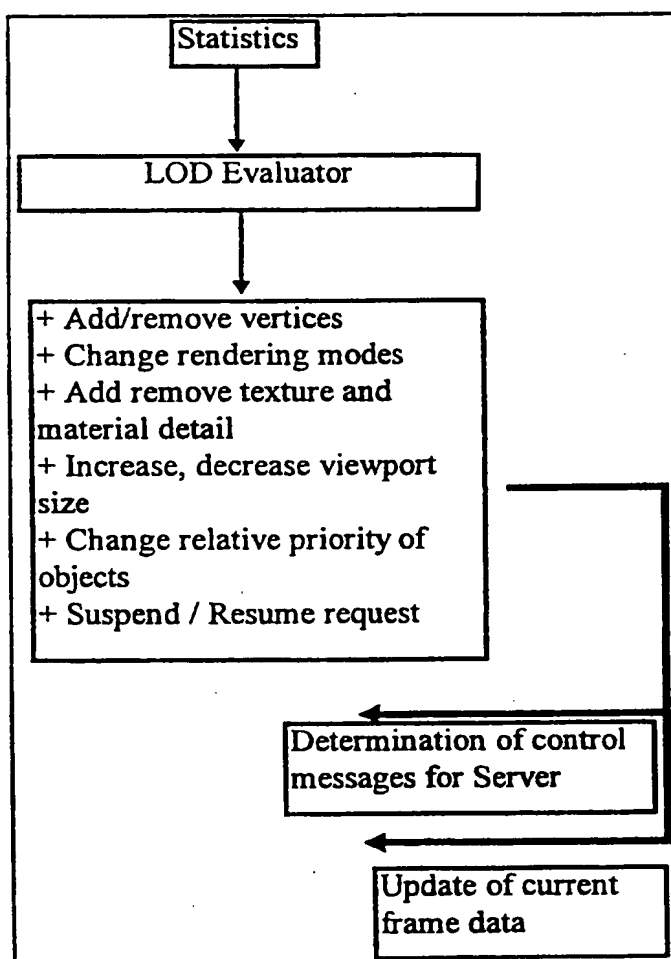 Statistics
LOD Evaluator
+ Add/remove vertices
+ Change rendering modes
+ Add remove texture and
material detail
+ Increase, decrease viewport
size
+ Change relative priority of
objects
+ Suspend / Resume request
Determination of control
messages for Server
Update of current
frame data